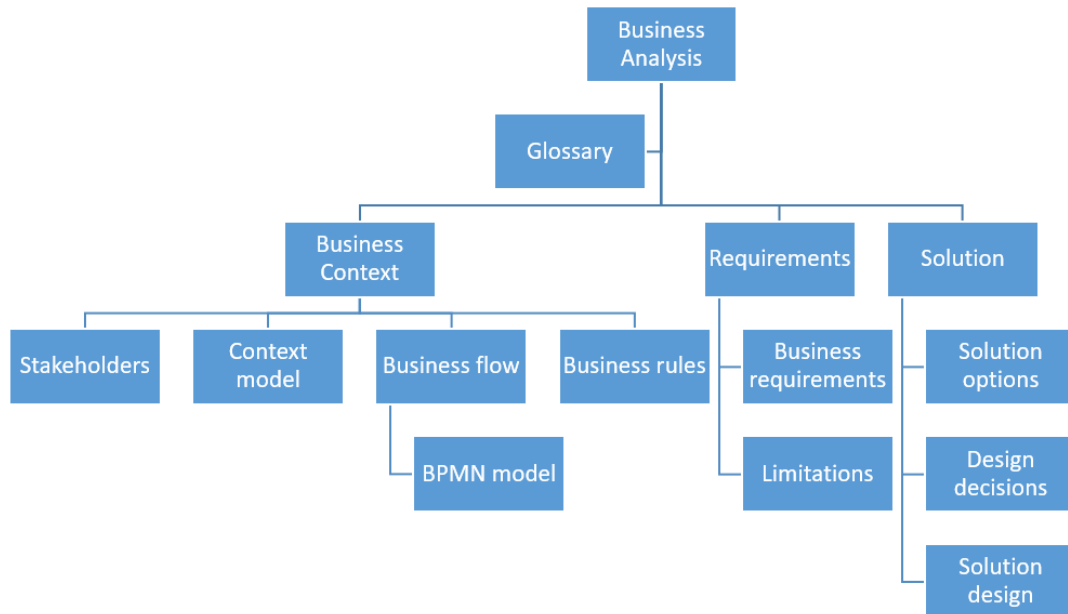 Business
Analysis
Glossary
Business
Context
Requirements
Solution
Stakeholders
Context
model
Business flow
Business rules
Business
requirements
Solution
options
BPMN model
Limitations
Design
decisions
Solution
design